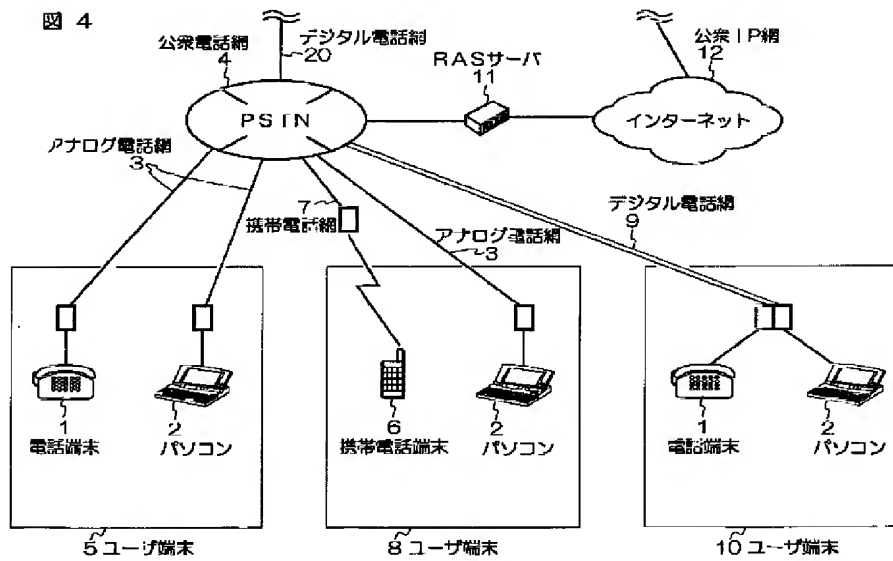 図 4
公衆電話網
4
デジタル電話網
20
RASサーバ
11
公衆IP網
12
PSTN
インターネット
アナログ電話網
3
7
携帯電話網
アナログ電話網
3
デジタル電話網
9
1
電話端末
2
パソコン
6
携帯電話端末
2
パソコン
1
電話端末
2
パソコン
5 ユーザ端末
8 ユーザ端末
10 ユーザ端末